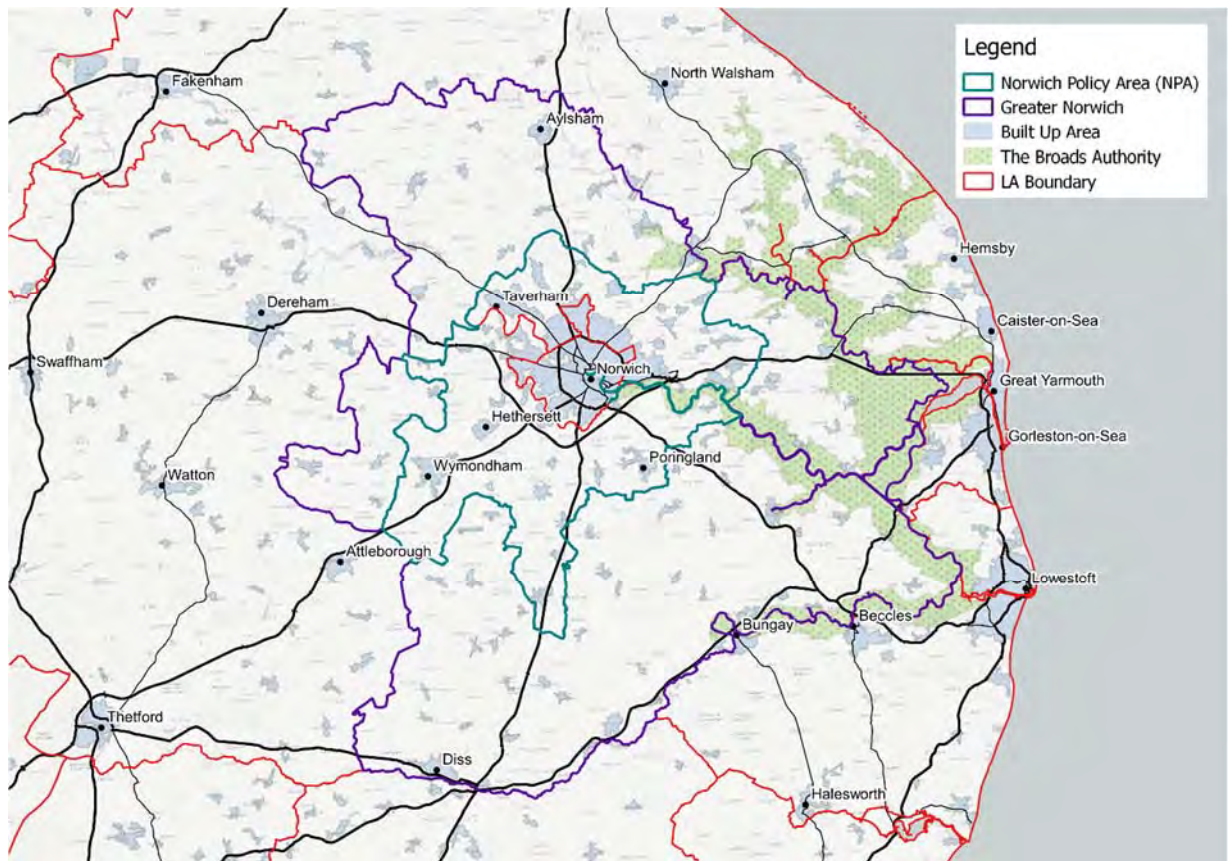 Legend
Norwich Policy Area (NPA)
Greater Norwich
Built Up Area
The Broads Authority
LA Boundary
Fakenham
North Walsham
Aylsham
Hemsby
Taverham
Dereham
Caister-on-Sea
Swaffham
Norwich
Great Yarmouth
Hethersett
Gorleston-on-Sea
Poringland
Wymondham
Watton
Attleborough
Lowestoft
Beccles
Bungay
Thetford
Diss
Halesworth